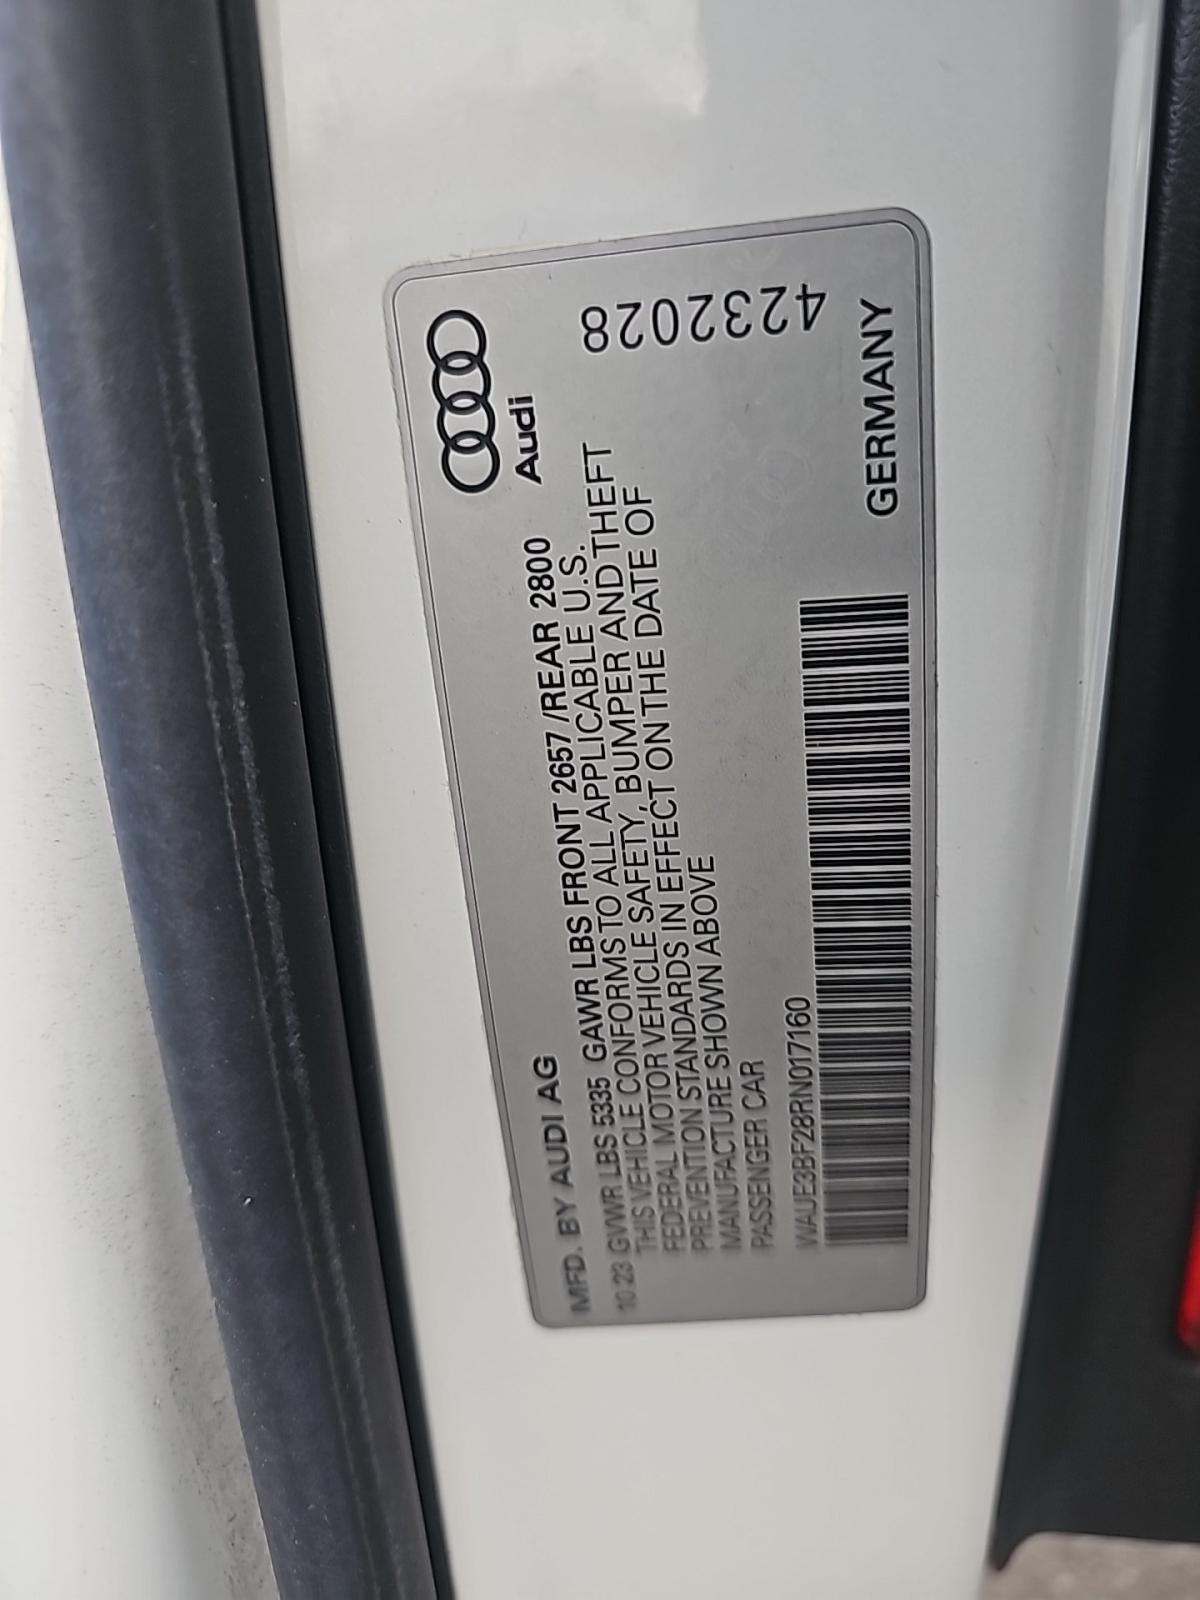 Audi
4232028
MFD. BY AUDI AG
10 23 GVWR LBS 5335 GAWR LBS FRONT 2657 /REAR 2800
THIS VEHICLE CONFORMS TO ALL APPLICABLE U.S.
FEDERAL MOTOR VEHICLE SAFETY, BUMPER AND THEFT
PREVENTION STANDARDS IN EFFECT ON THE DATE OF
MANUFACTURE SHOWN ABOVE
PASSENGER CAR
WAUE3BF28RN017160
GERMANY